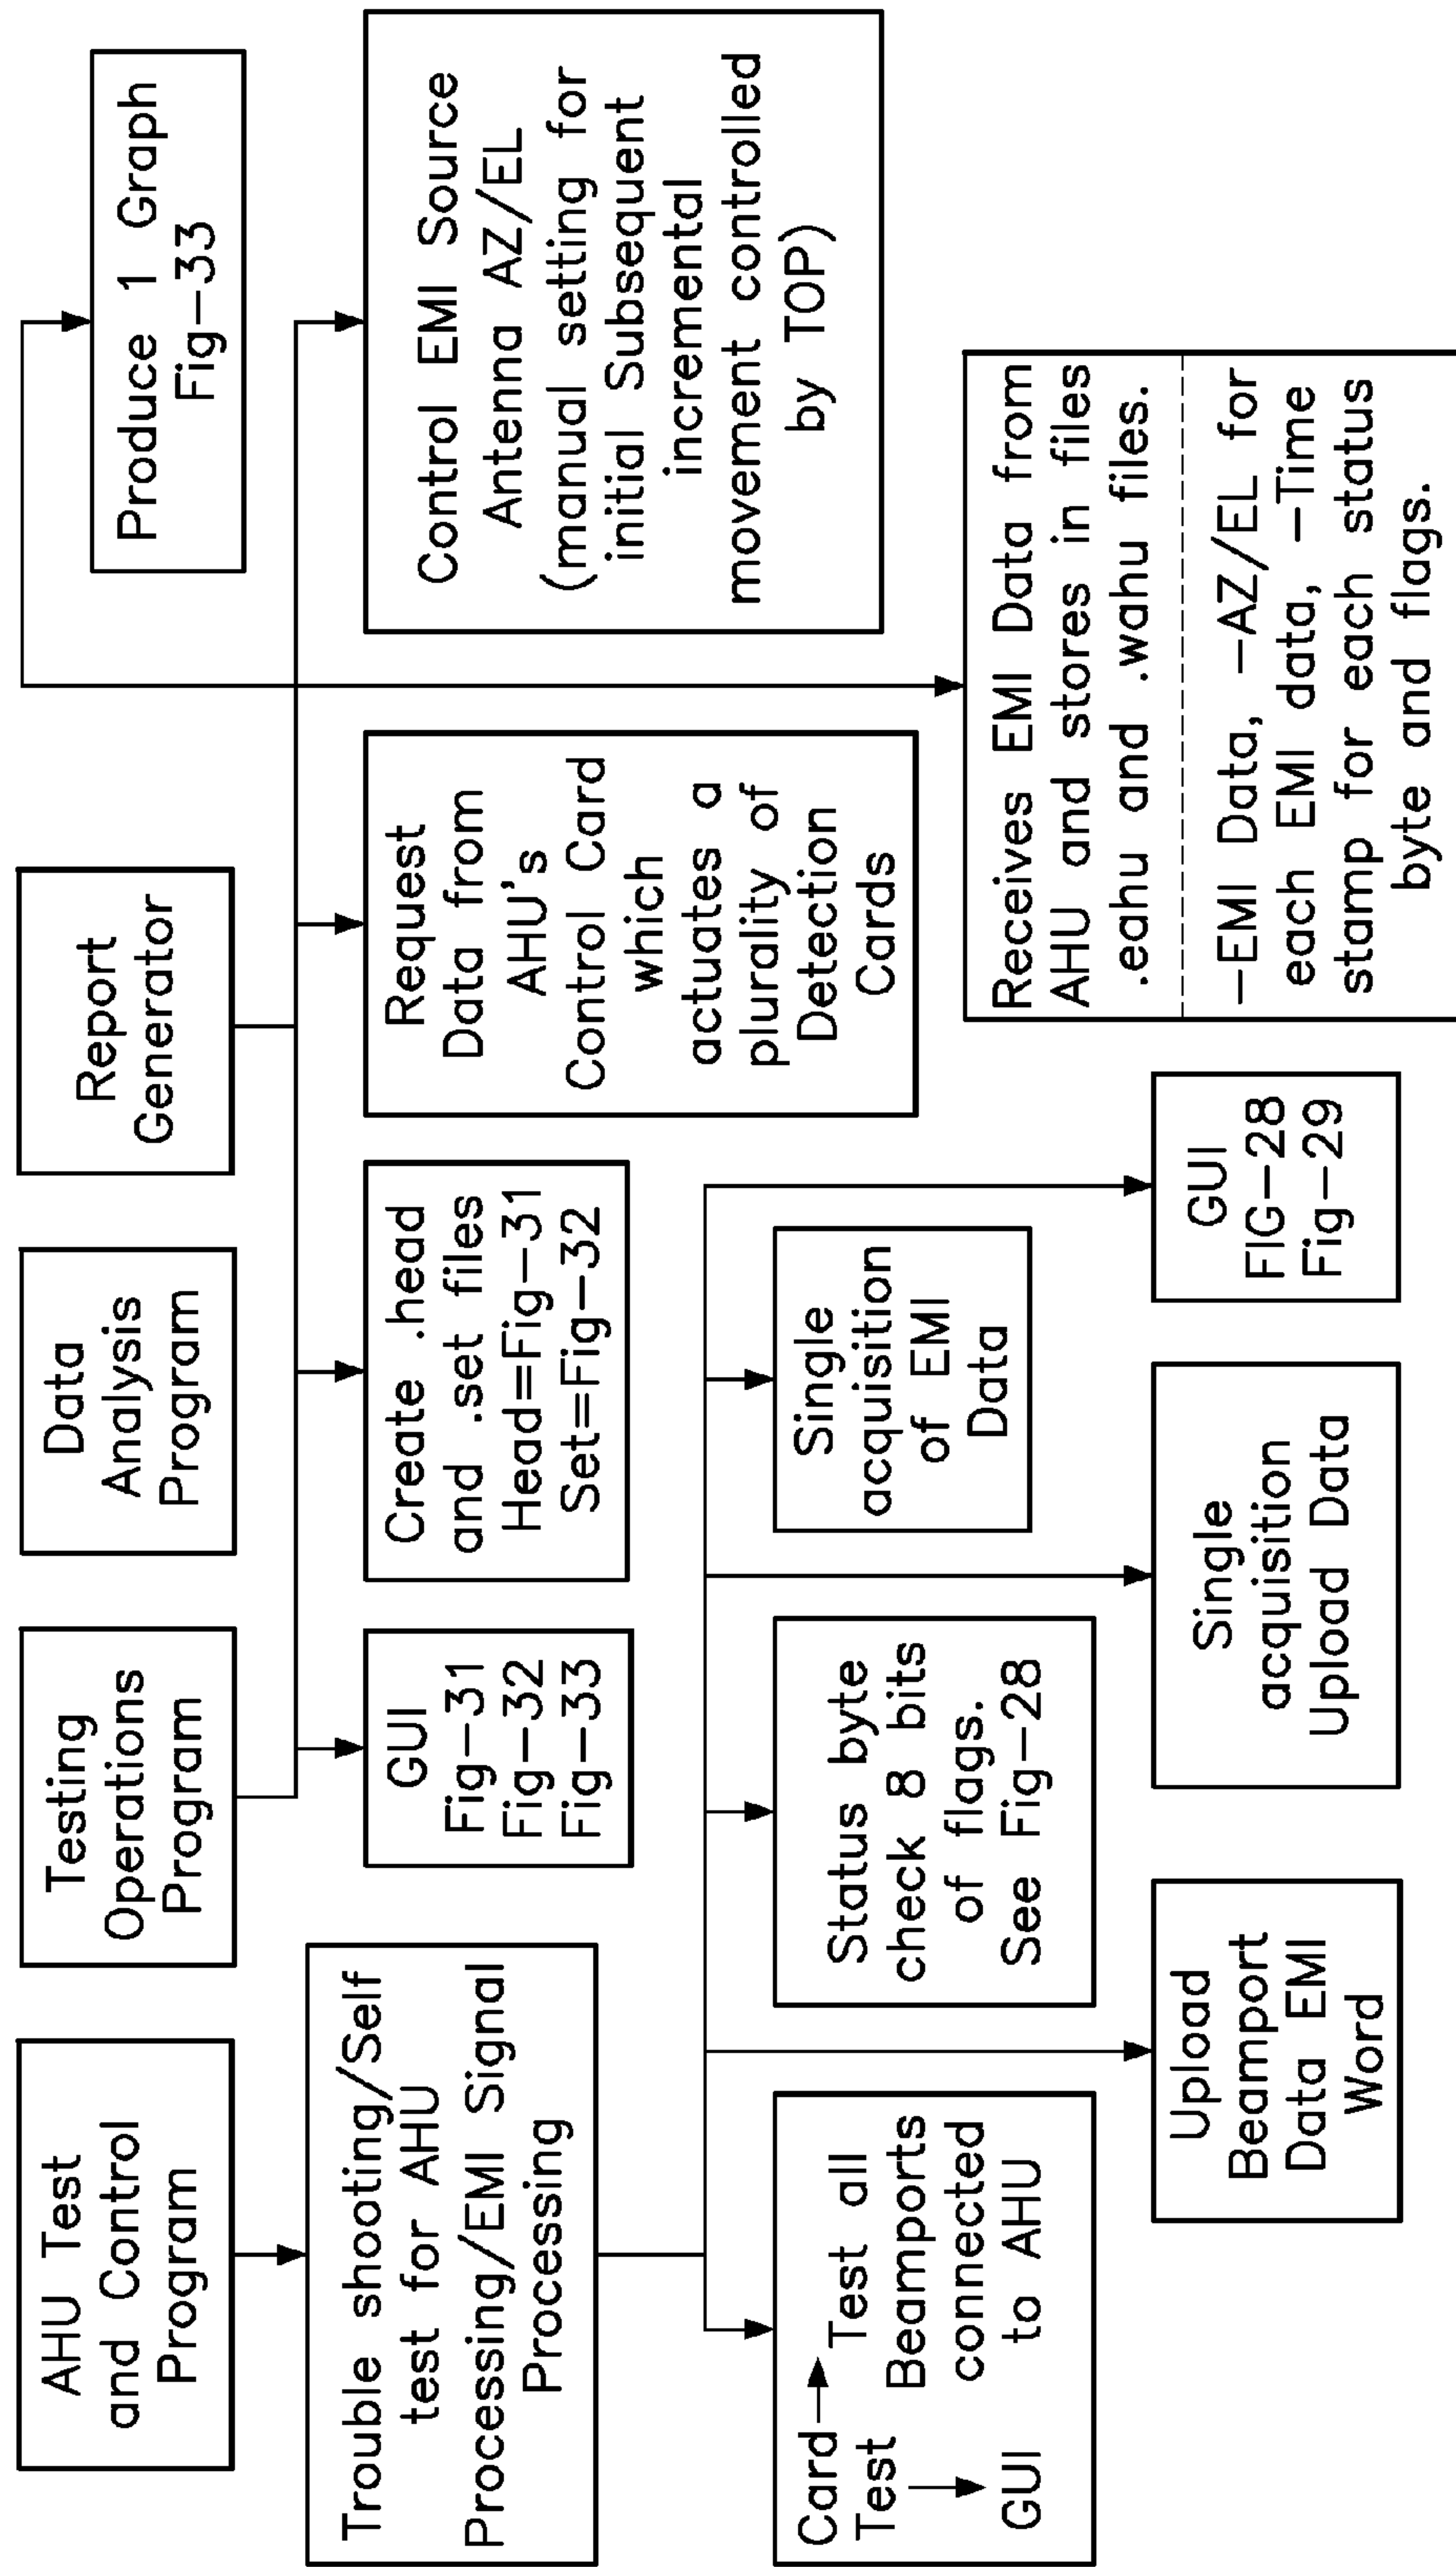 AHU Test
and Control
Program
Testing
Operations
Program
Data
Analysis
Program
Report
Generator
Produce 1 Graph
Fig-33
Trouble shooting/Self
test for AHU
Processing/EMI Signal
Processing
GUI
Fig-31
Fig-32
Fig-33
Create .head
and .set files
Head=Fig-31
Set=Fig-32
Request
Data from
AHU's
Control Card
which
actuates a
plurality of
Detection
Cards
Control EMI Source
Antenna AZ/EL
(manual setting for
initial Subsequent
incremental
movement controlled
by TOP)
Card
Test
GUI
Test all
Beamports
connected
to AHU
Status byte
check 8 bits
of flags.
See Fig-28
Single
acquisition
of EMI
Data
Receives EMI Data from
AHU and stores in files
.eahu and .wahu files.
-EMI Data, -AZ/EL for
each EMI data, -Time
stamp for each status
byte and flags.
Upload
Beamport
Data EMI
Word
Single
acquisition
Upload Data
GUI
FIG-28
Fig-29